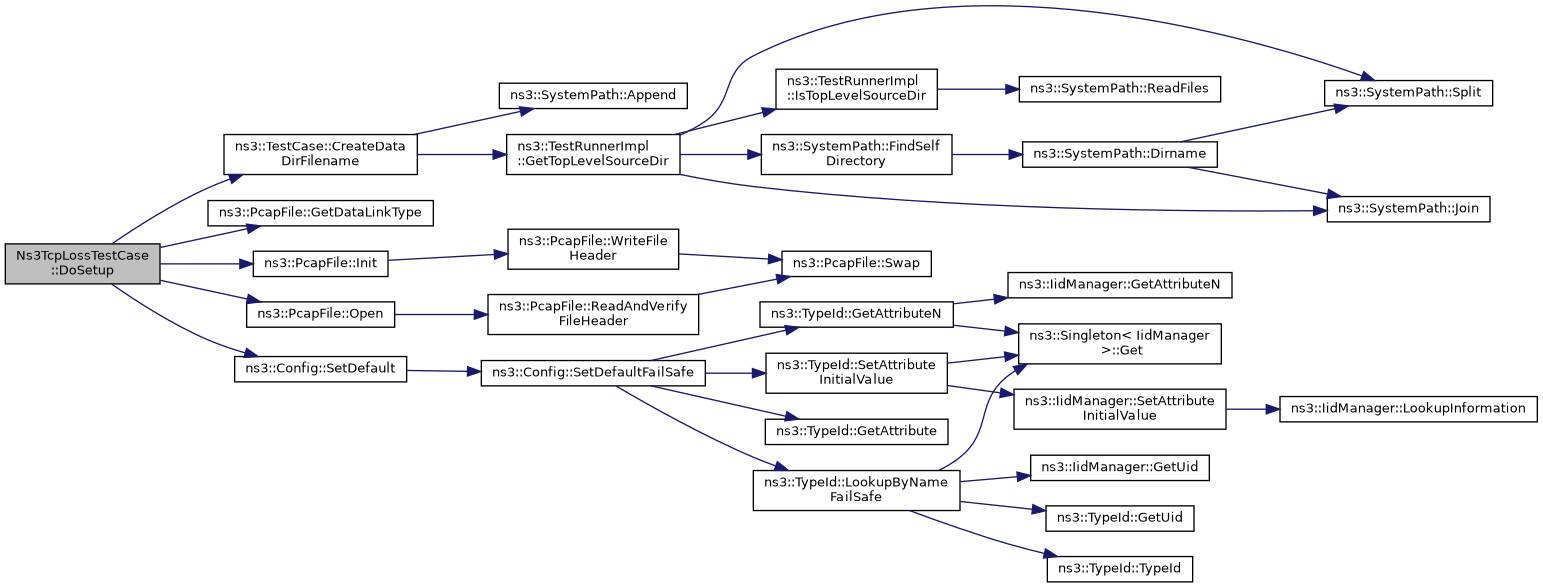 Ns3TcpLossTestCase
::DoSetup
ns3::TestCase::CreateData
DirFilename
ns3::PcapFile::GetDataLinkType
ns3::PcapFile::Init
ns3::PcapFile::Open
ns3::Config::SetDefault
ns3::SystemPath::Append
ns3::TestRunnerImpl
::GetTopLevelSourceDir
ns3::PcapFile::WriteFile
Header
ns3::PcapFile::ReadAndVerify
FileHeader
ns3::Config::SetDefaultFailSafe
ns3::TestRunnerImpl
::IsTopLevelSourceDir
ns3::SystemPath::FindSelf
Directory
ns3::PcapFile::Swap
ns3::TypeId::GetAttributeN
ns3::TypeId::SetAttribute
InitialValue
ns3::TypeId::GetAttribute
ns3::TypeId::LookupByName
FailSafe
ns3::SystemPath::ReadFiles
ns3::SystemPath::Dirname
ns3::IidManager::GetAttributeN
ns3::Singleton< IidManager
>::Get
ns3::IidManager::SetAttribute
InitialValue
ns3::IidManager::GetUid
ns3::TypeId::GetUid
ns3::TypeId::TypeId
ns3::SystemPath::Split
ns3::SystemPath::Join
ns3::IidManager::LookupInformation